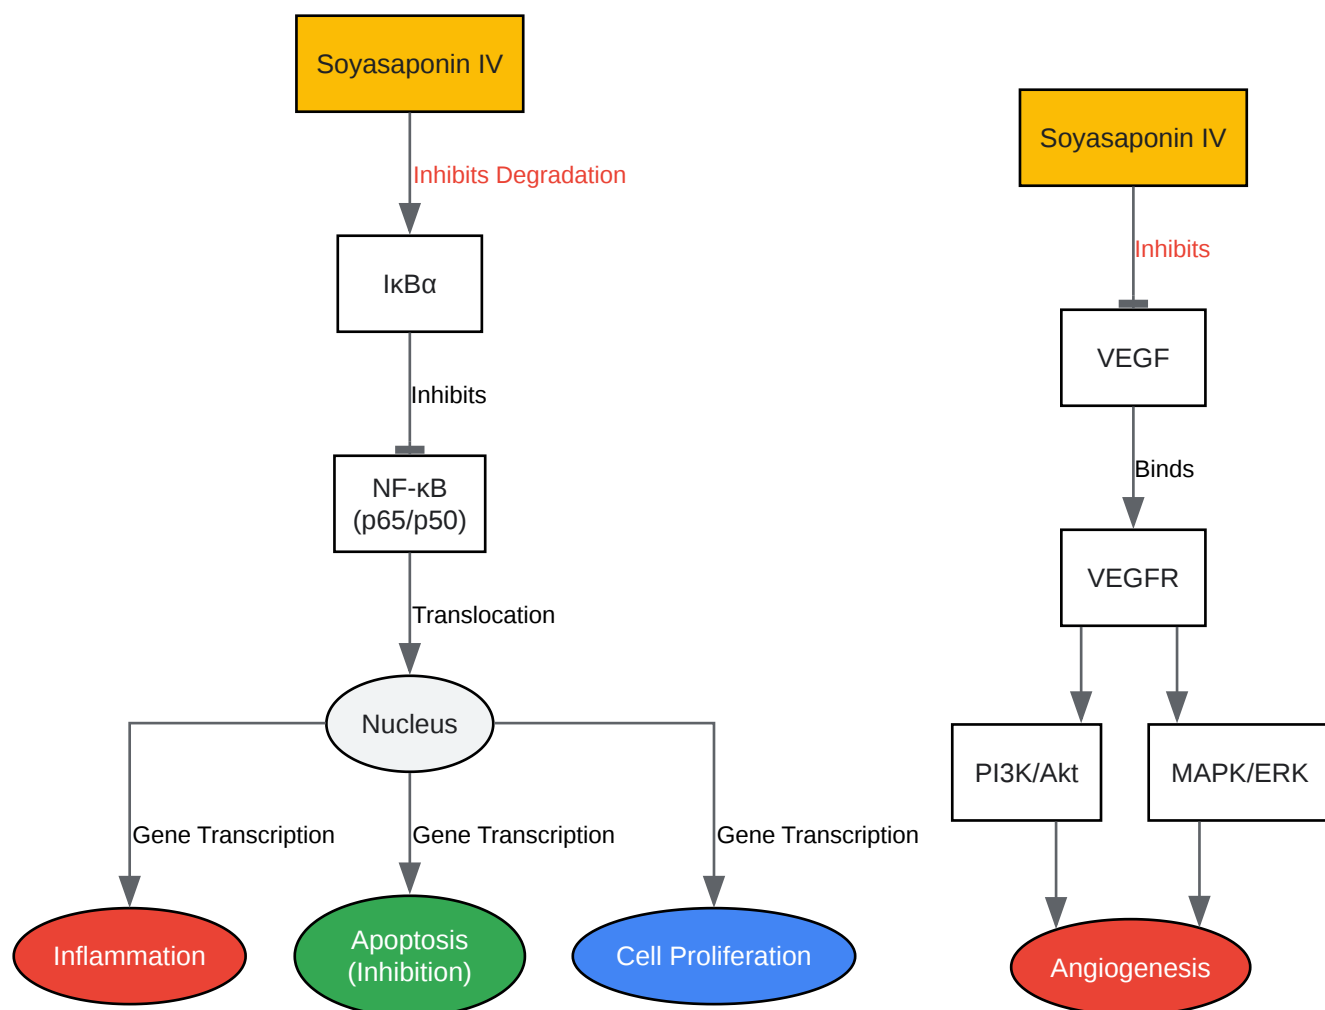 Soyasaponin IV
Inhibits Degradation
IκBα
Inhibits
NF-κB
(p65/p50)
Translocation
Nucleus
Gene Transcription
Gene Transcription
Gene Transcription
Inflammation
Apoptosis
(Inhibition)
Cell Proliferation
Soyasaponin IV
Inhibits
VEGF
Binds
VEGFR
PI3K/Akt
MAPK/ERK
Angiogenesis